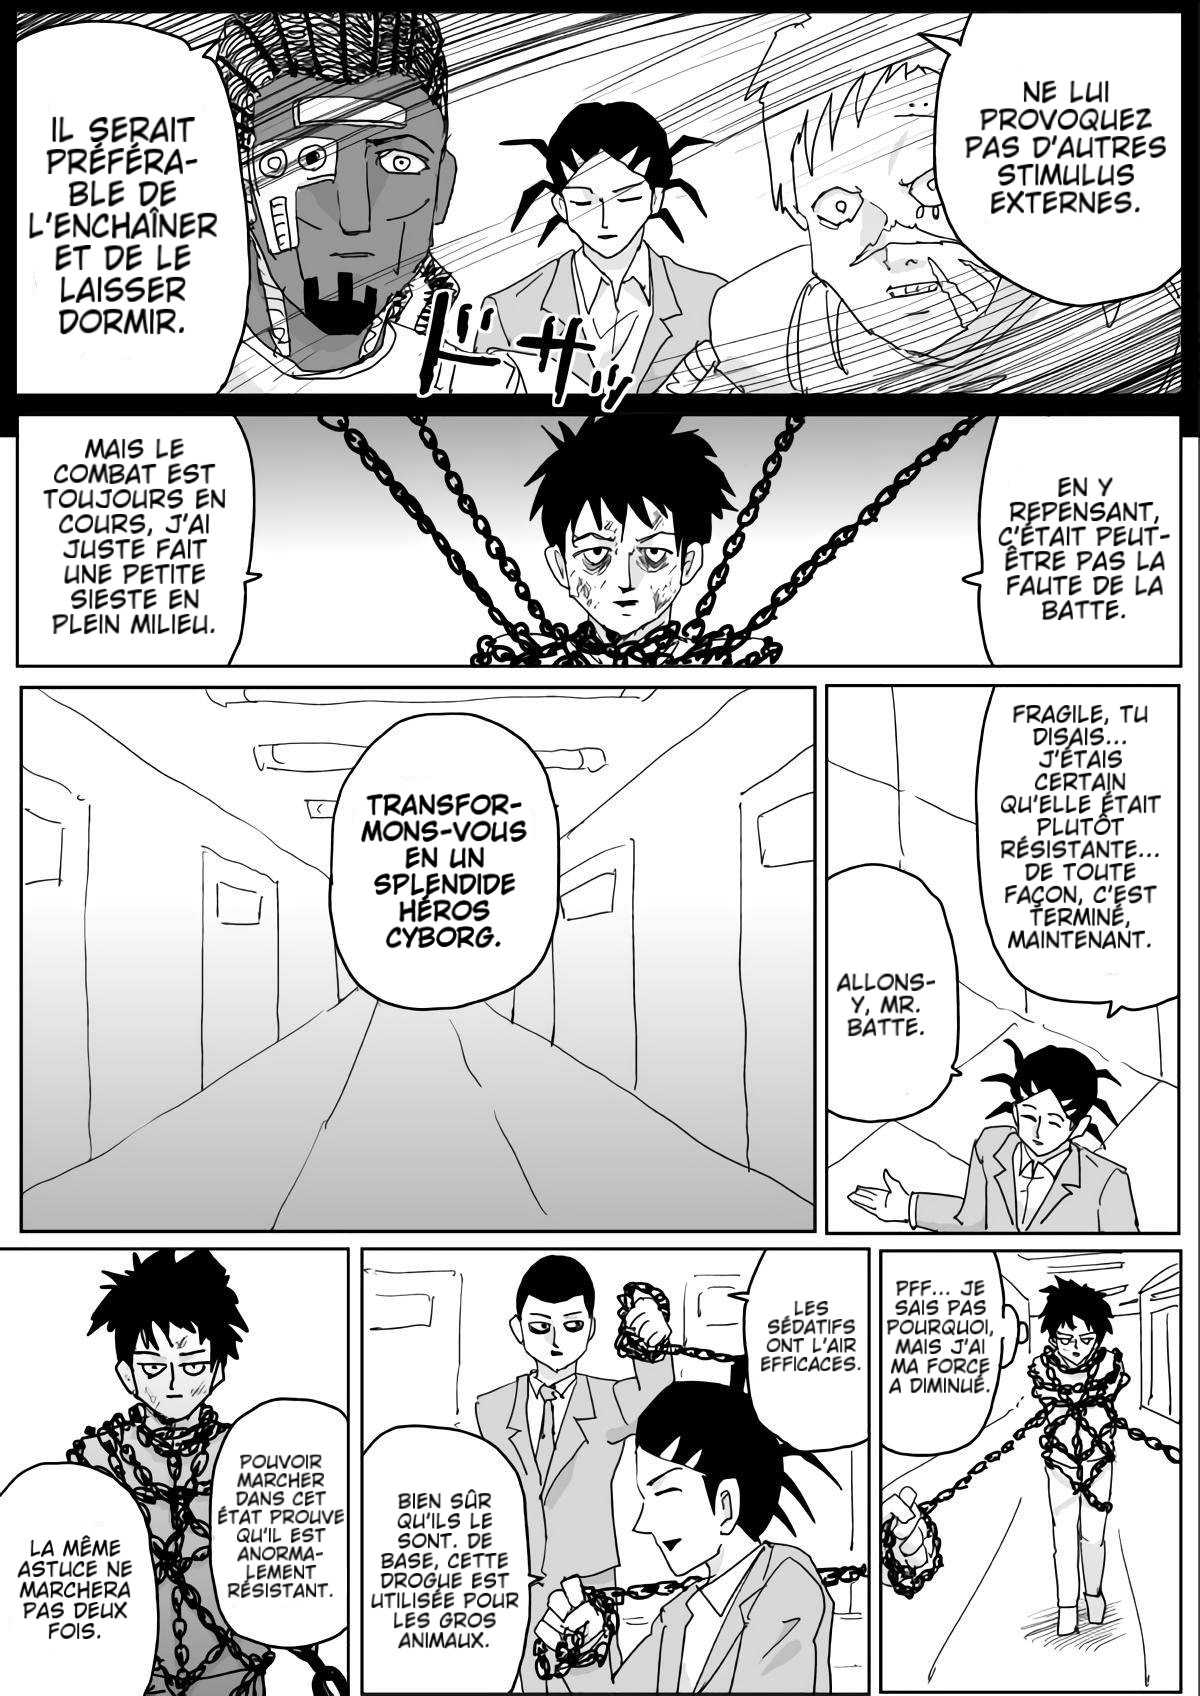 NE LUI
PROVOQUEZ
PAS D'AUTRES
STIMULUS
EXTERNES.
IL SERAIT
PRÉFÉRA-
BLE DE
L'ENCHAÎNER
ET DE LE
LAISSER
DORMIR.
ドサッ
EN Y
REPENSANT,
C'ÉTAIT PEUT-
ÊTRE PAS LA
FAUTE DE LA
BATTE.
MAIS LE
COMBAT EST
TOUJOURS EN
COURS, J'AI
JUSTE FAIT
UNE PETITE
SIESTE EN
PLEIN MILIEU.
FRAGILE, TU
DISAIS...
J'ÉTAIS
CERTAIN
QU'ELLE ÉTAIT
PLUTÔT
RÉSISTANTE...
DE TOUTE
FAÇON, C'EST
TERMINÉ,
MAINTENANT.
ALLONS-
Y, MR.
BATTE.
TRANSFOR-
MONS-VOUS
EN UN
SPLENDIDE
HÉROS
CYBORG.
PFF... JE
SAIS PAS
POURQUOI,
MAIS J'AI
MA FORCE
A DIMINUÉ.
LES
SÉDATIFS
ONT L'AIR
EFFICACES.
BIEN SÛR
QU'ILS LE
SONT. DE
BASE, CETTE
DROGUE EST
UTILISÉE POUR
LES GROS
ANIMAUX.
POUVOIR
MARCHER
DANS CET
ÉTAT PROUVE
QU'IL EST
ANORMA-
LEMENT
RÉSISTANT.
LA MÊME
ASTUCE NE
MARCHERA
PAS DEUX
FOIS.